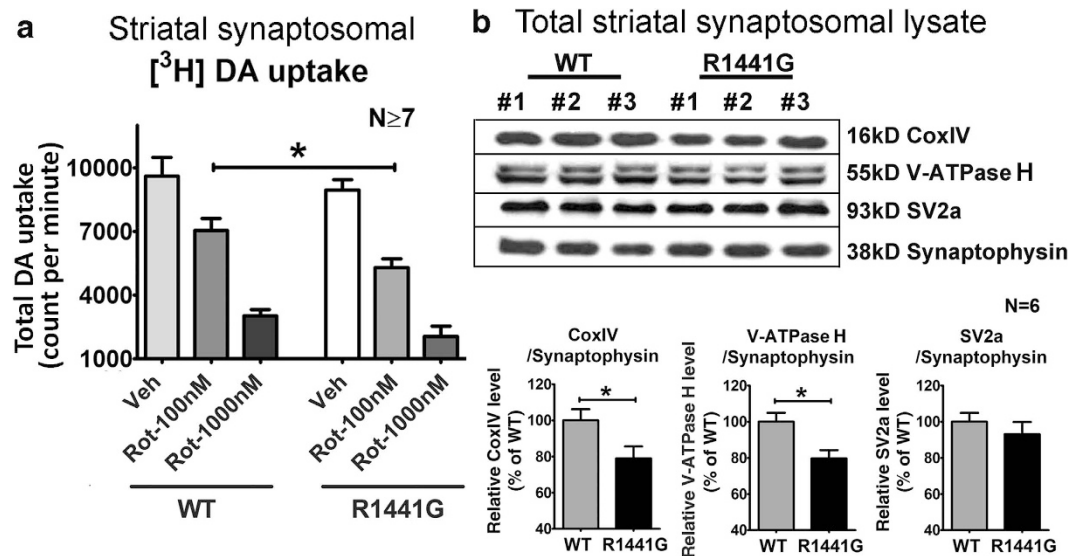 a Striatal synaptosomal
[³H] DA uptake
N≥7
*
Total DA uptake
(count per minute)
10000
7000
4000
1000
Veh
Rot-100nM
Rot-1000nM
Veh
Rot-100nM
Rot-1000nM
WT
R1441G
b Total striatal synaptosomal lysate
WT R1441G
#1 #2 #3 #1 #2 #3
16kD CoxIV
55kD V-ATPase H
93kD SV2a
38kD Synaptophysin
N=6
CoxIV
/Synaptophysin
Relative CoxIV level
(% of WT)
120
100
80
60
40
*
WT R1441G
V-ATPase H
/Synaptophysin
Relative V-ATPase H level
(% of WT)
120
100
80
60
40
*
WT R1441G
SV2a
/Synaptophysin
Relative SV2a level
(% of WT)
120
100
80
60
40
WT R1441G